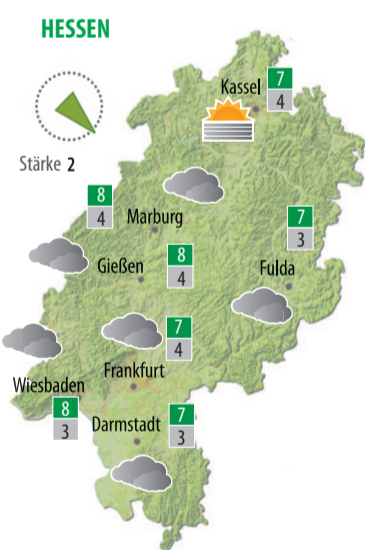 HESSEN
Kassel
7
4
Stärke 2
8
4
Marburg
7
3
Gießen
8
4
Fulda
7
4
Frankfurt
Wiesbaden
8
3
Darmstadt
7
3